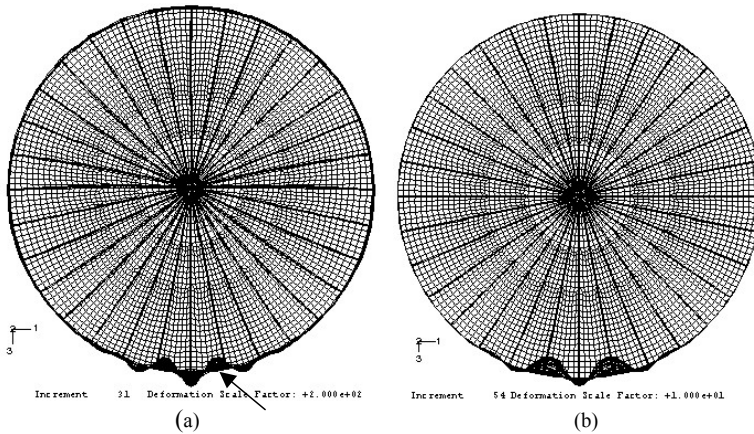 2 1
3
2 1
3
Increment 31 Deformation Scale Factor: +2.000e+02
Increment 54 Deformation Scale Factor: +1.000e+01
(a) (b)